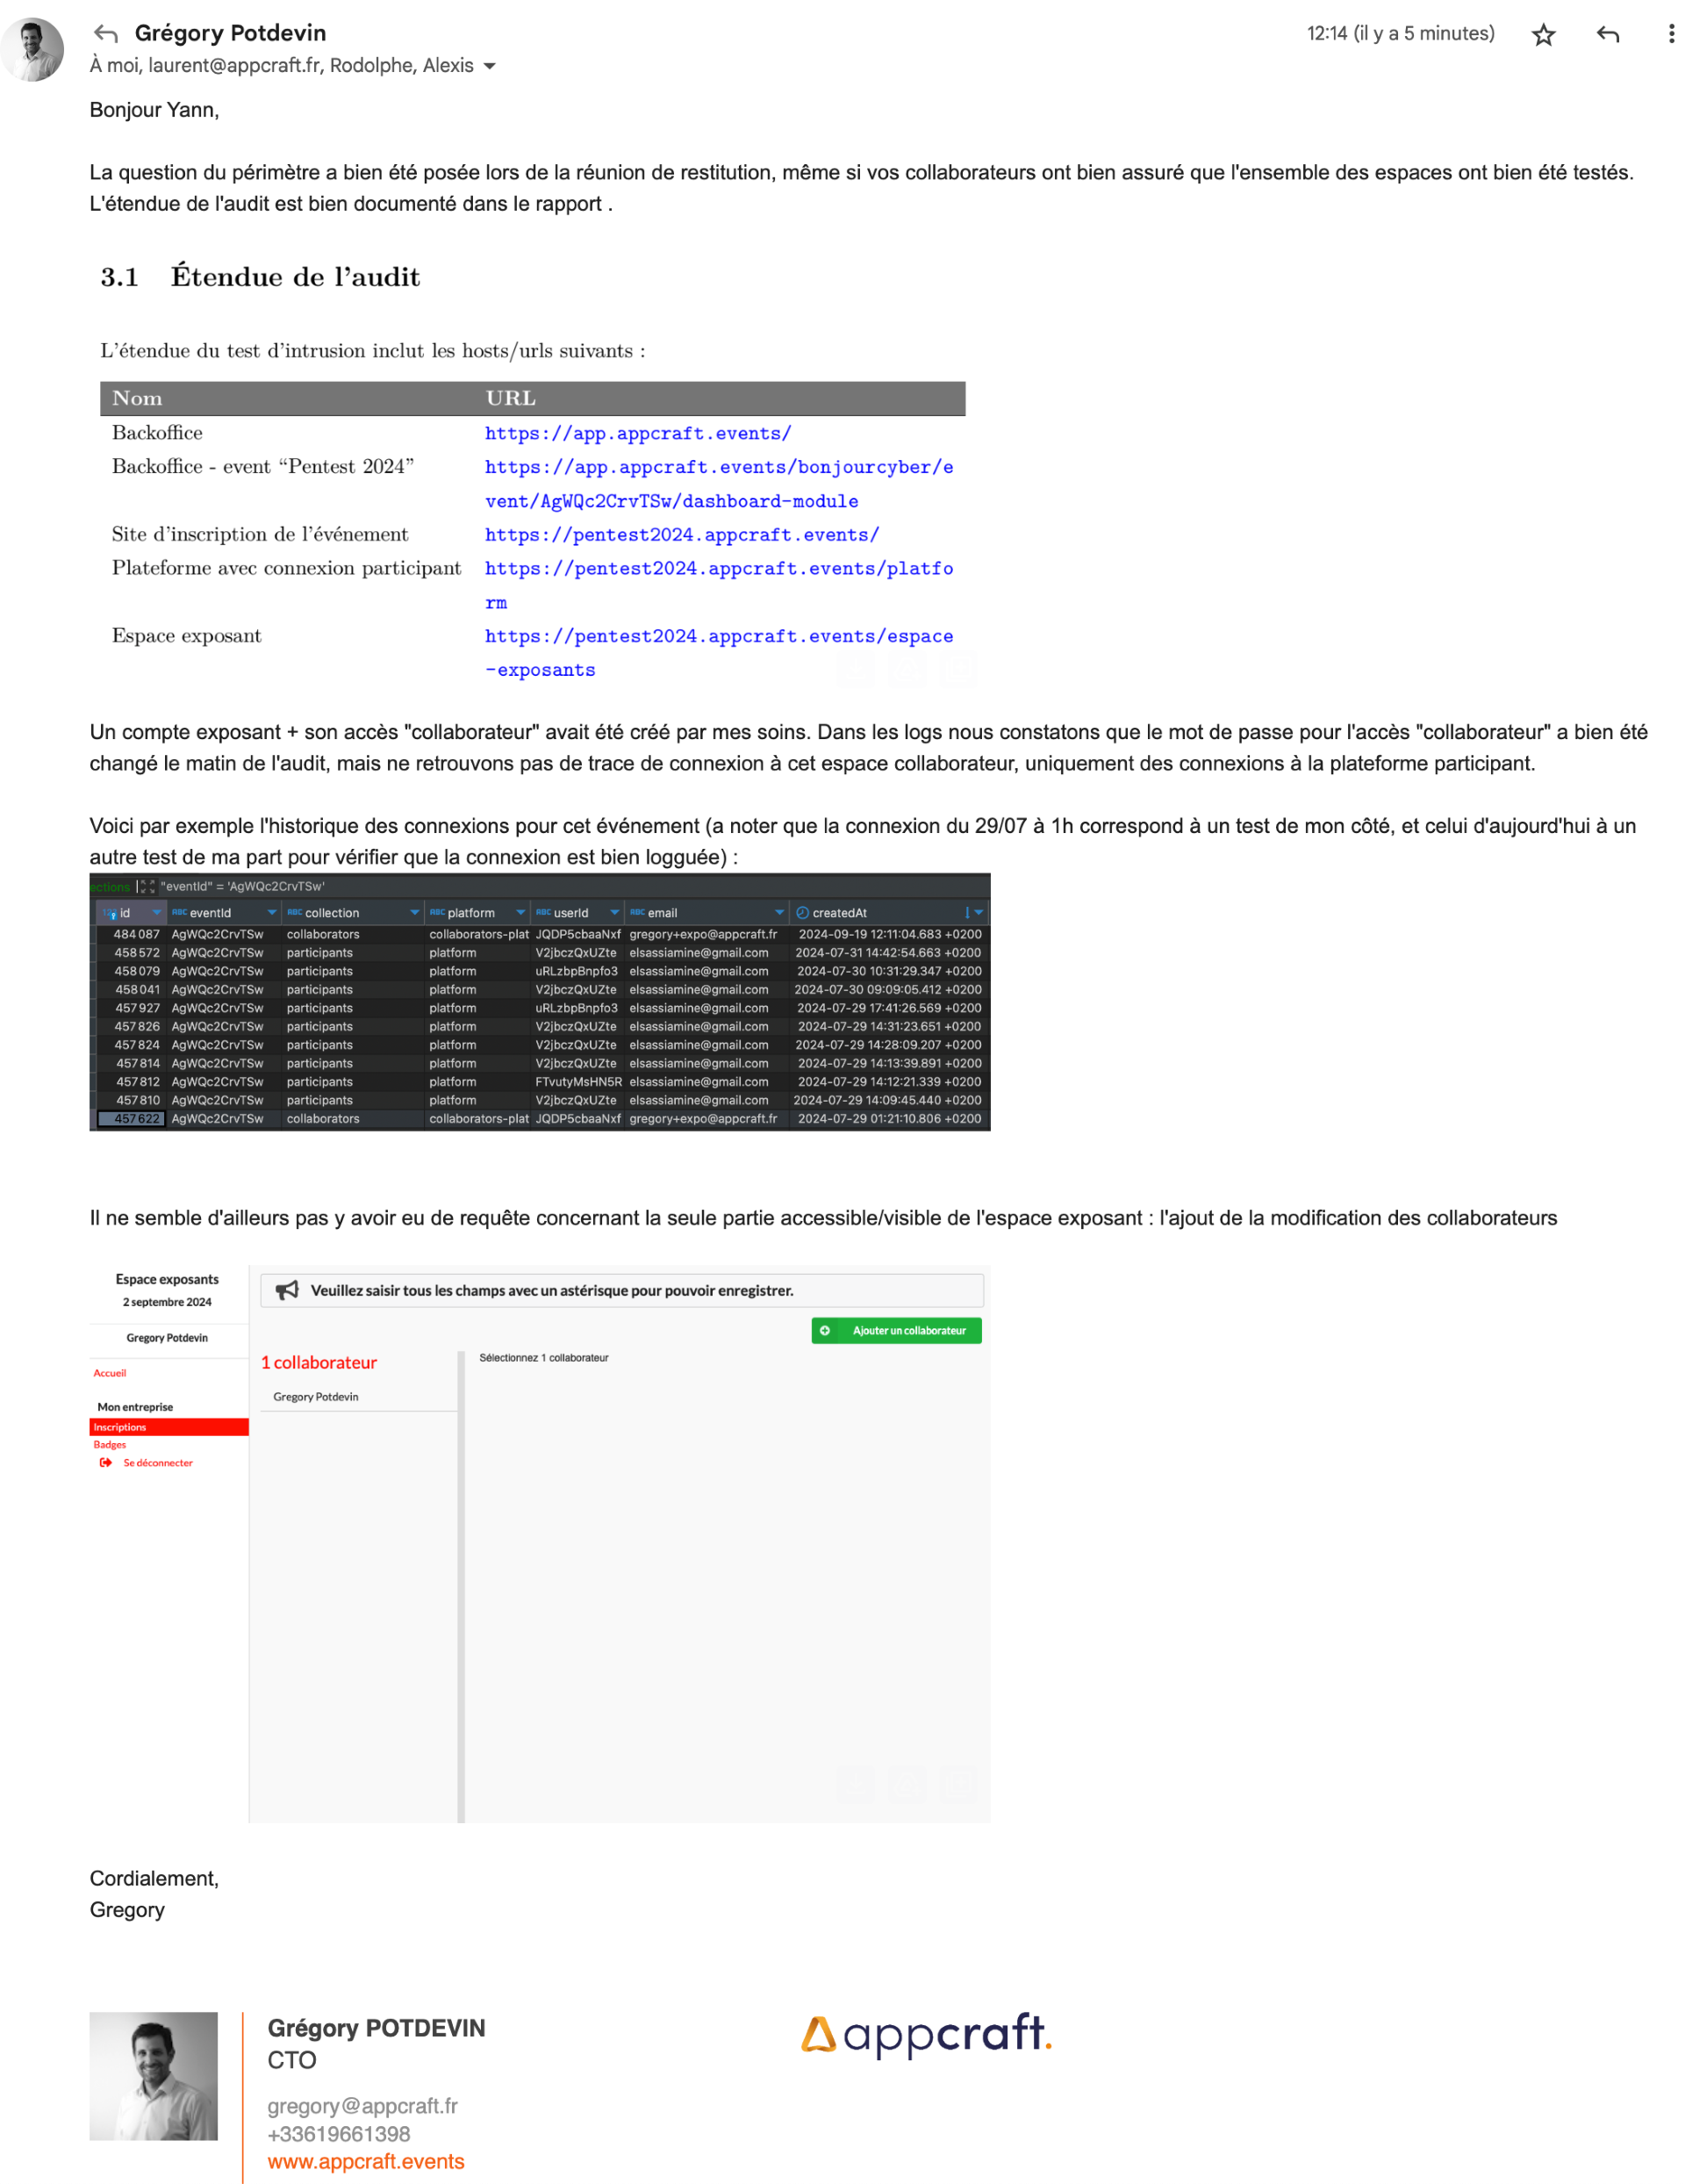 Grégory Potdevin
12:14 (il y a 5 minutes)
À moi, laurent@appcraft.fr, Rodolphe, Alexis
Bonjour Yann,
La question du périmètre a bien été posée lors de la réunion de restitution, même si vos collaborateurs ont bien assuré que l'ensemble des espaces ont bien été testés.
L'étendue de l'audit est bien documenté dans le rapport .
3.1 Étendue de l'audit
L'étendue du test d'intrusion inclut les hosts/urls suivants :
Nom URL
Backoffice https://app.appcraft.events/
Backoffice - event “Pentest 2024” https://app.appcraft.events/bonjourcyber/e
vent/AgWQc2CrvTSw/dashboard-module
Site d'inscription de l'événement https://pentest2024.appcraft.events/
Plateforme avec connexion participant https://pentest2024.appcraft.events/platfo
rm
Espace exposant https://pentest2024.appcraft.events/espace
-exposants
Un compte exposant + son accès "collaborateur" avait été créé par mes soins. Dans les logs nous constatons que le mot de passe pour l'accès "collaborateur" a bien été
changé le matin de l'audit, mais ne retrouvons pas de trace de connexion à cet espace collaborateur, uniquement des connexions à la plateforme participant.
Voici par exemple l'historique des connexions pour cet événement (a noter que la connexion du 29/07 à 1h correspond à un test de mon côté, et celui d'aujourd'hui à un
autre test de ma part pour vérifier que la connexion est bien logguée) :
ections "eventId" = 'AgWQc2CrvTSw'
123 id ABC eventId ABC collection ABC platform ABC userId ABC email createdAt
484 087 AgWQc2CrvTSw collaborators collaborators-plat JQDP5cbaaNxf gregory+expo@appcraft.fr 2024-09-19 12:11:04.683 +0200
458 572 AgWQc2CrvTSw participants platform V2jbczQxUZte elsassiamine@gmail.com 2024-07-31 14:42:54.663 +0200
458 079 AgWQc2CrvTSw participants platform uRLzbpBnpfo3 elsassiamine@gmail.com 2024-07-30 10:31:29.347 +0200
458 041 AgWQc2CrvTSw participants platform V2jbczQxUZte elsassiamine@gmail.com 2024-07-30 09:09:05.412 +0200
457 927 AgWQc2CrvTSw participants platform uRLzbpBnpfo3 elsassiamine@gmail.com 2024-07-29 17:41:26.569 +0200
457 826 AgWQc2CrvTSw participants platform V2jbczQxUZte elsassiamine@gmail.com 2024-07-29 14:31:23.651 +0200
457 824 AgWQc2CrvTSw participants platform V2jbczQxUZte elsassiamine@gmail.com 2024-07-29 14:28:09.207 +0200
457 814 AgWQc2CrvTSw participants platform V2jbczQxUZte elsassiamine@gmail.com 2024-07-29 14:13:39.891 +0200
457 812 AgWQc2CrvTSw participants platform FTvutyMsHN5R elsassiamine@gmail.com 2024-07-29 14:12:21.339 +0200
457 810 AgWQc2CrvTSw participants platform V2jbczQxUZte elsassiamine@gmail.com 2024-07-29 14:09:45.440 +0200
457 622 AgWQc2CrvTSw collaborators collaborators-plat JQDP5cbaaNxf gregory+expo@appcraft.fr 2024-07-29 01:21:10.806 +0200
Il ne semble d'ailleurs pas y avoir eu de requête concernant la seule partie accessible/visible de l'espace exposant : l'ajout de la modification des collaborateurs
Espace exposants
2 septembre 2024
Gregory Potdevin
Accueil
Mon entreprise
Inscriptions
Badges
Se déconnecter
Veuillez saisir tous les champs avec un astérisque pour pouvoir enregistrer.
Ajouter un collaborateur
1 collaborateur
Gregory Potdevin
Sélectionnez 1 collaborateur
Cordialement,
Gregory
Grégory POTDEVIN
CTO
gregory@appcraft.fr
+33619661398
www.appcraft.events
appcraft.